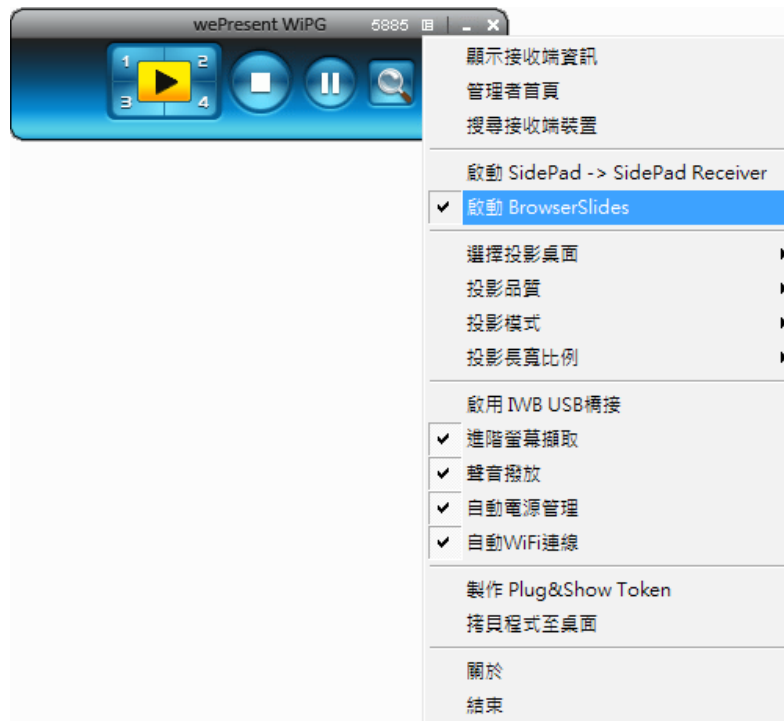 wePresent WiPG 5885
1 2
3 4
顯示接收端資訊
管理者首頁
搜尋接收端裝置
啟動 SidePad -> SidePad Receiver
啟動 BrowserSlides
選擇投影桌面
投影品質
投影模式
投影長寬比例
啟用 IWB USB橋接
進階螢幕擷取
聲音撥放
自動電源管理
自動WiFi連線
製作 Plug&Show Token
拷貝程式至桌面
關於
結束